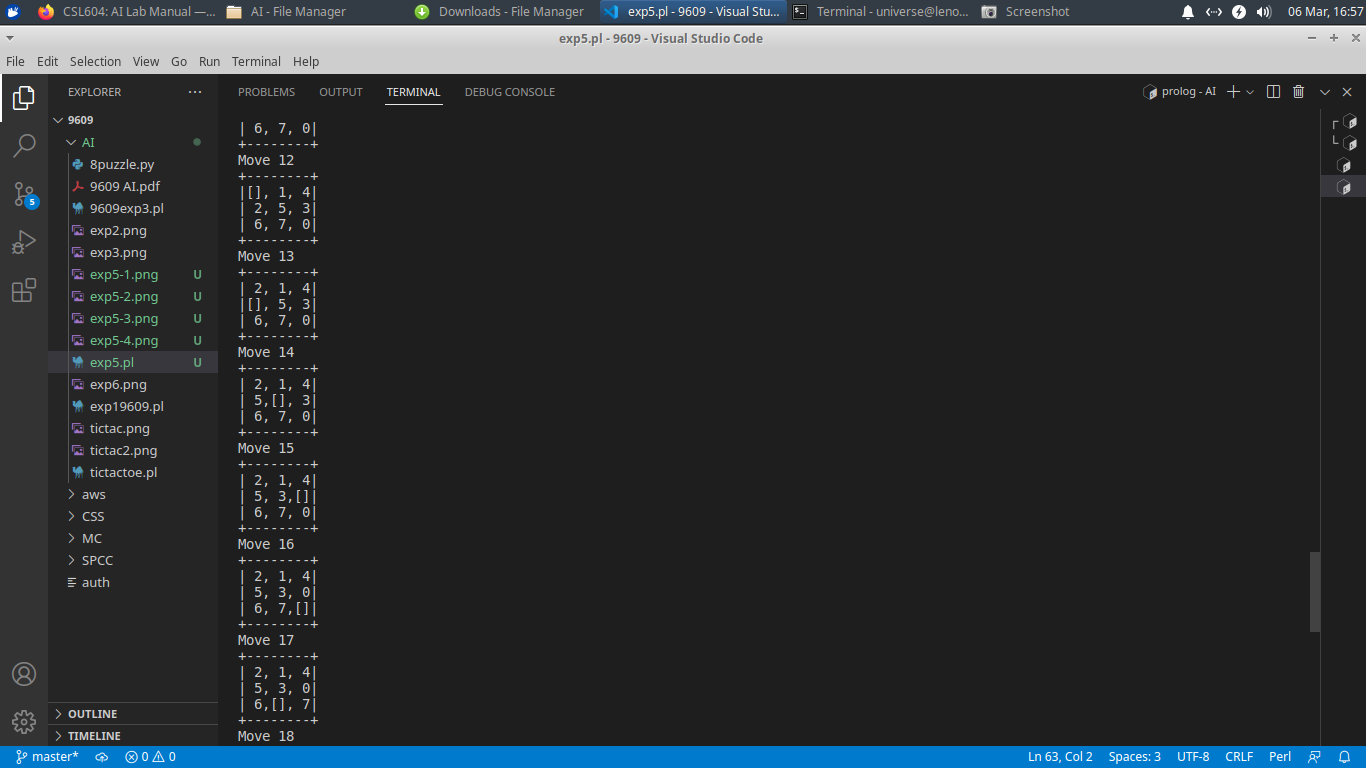 CSL604: AI Lab Manual —... AI - File Manager Downloads - File Manager exp5.pl - 9609 - Visual Stu... Terminal - universe@leno... Screenshot 06 Mar, 16:57
exp5.pl - 9609 - Visual Studio Code
File Edit Selection View Go Run Terminal Help
EXPLORER ...
PROBLEMS OUTPUT TERMINAL DEBUG CONSOLE
prolog - AI
9609
AI
8puzzle.py
9609 AI.pdf
9609exp3.pl
exp2.png
exp3.png
exp5-1.png U
exp5-2.png U
exp5-3.png U
exp5-4.png U
exp5.pl U
exp6.png
exp19609.pl
tictac.png
tictac2.png
tictactoe.pl
aws
CSS
MC
SPCC
auth
OUTLINE
TIMELINE
5
| 6, 7, 0|
+--------+
Move 12
+--------+
|[], 1, 4|
| 2, 5, 3|
| 6, 7, 0|
+--------+
Move 13
+--------+
| 2, 1, 4|
|[], 5, 3|
| 6, 7, 0|
+--------+
Move 14
+--------+
| 2, 1, 4|
| 5,[], 3|
| 6, 7, 0|
+--------+
Move 15
+--------+
| 2, 1, 4|
| 5, 3,[]|
| 6, 7, 0|
+--------+
Move 16
+--------+
| 2, 1, 4|
| 5, 3, 0|
| 6, 7,[]|
+--------+
Move 17
+--------+
| 2, 1, 4|
| 5, 3, 0|
| 6,[], 7|
+--------+
Move 18
master* 0 0 Ln 63, Col 2 Spaces: 3 UTF-8 CRLF Perl